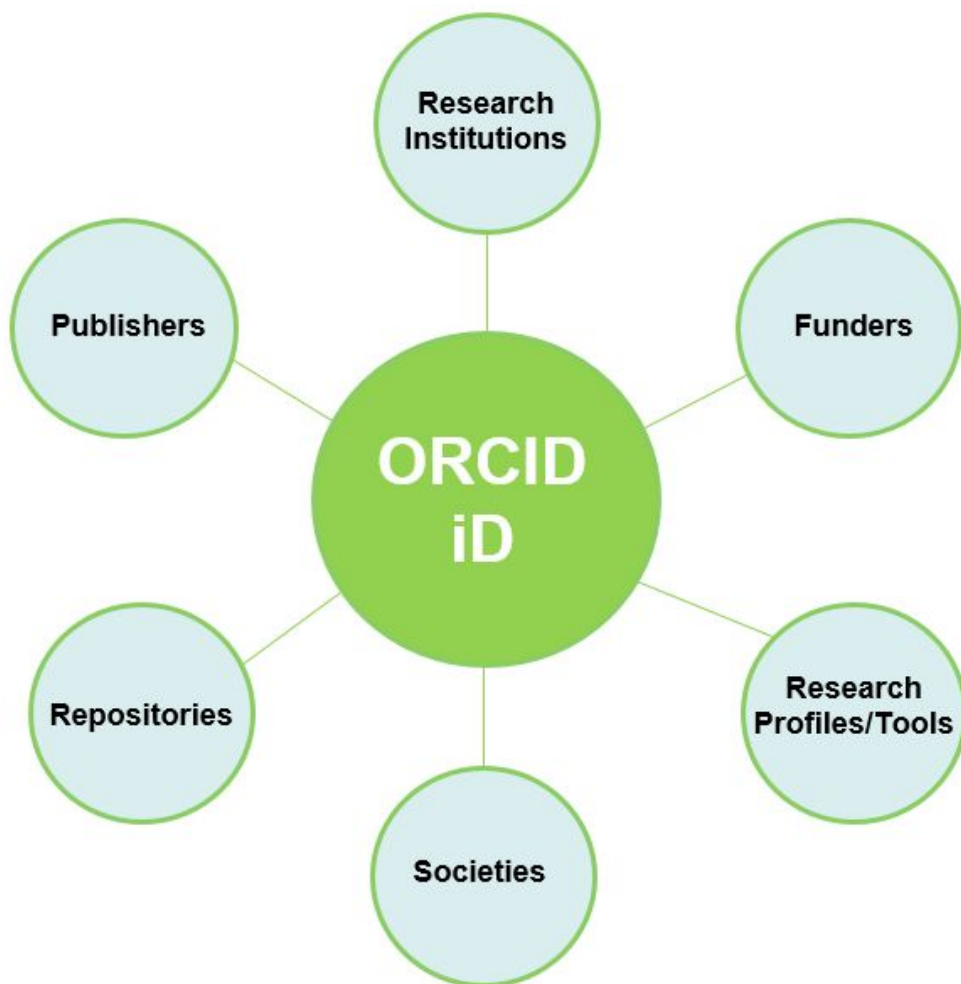 Research
Institutions
Publishers
Funders
ORCID
iD
Repositories
Research
Profiles/Tools
Societies